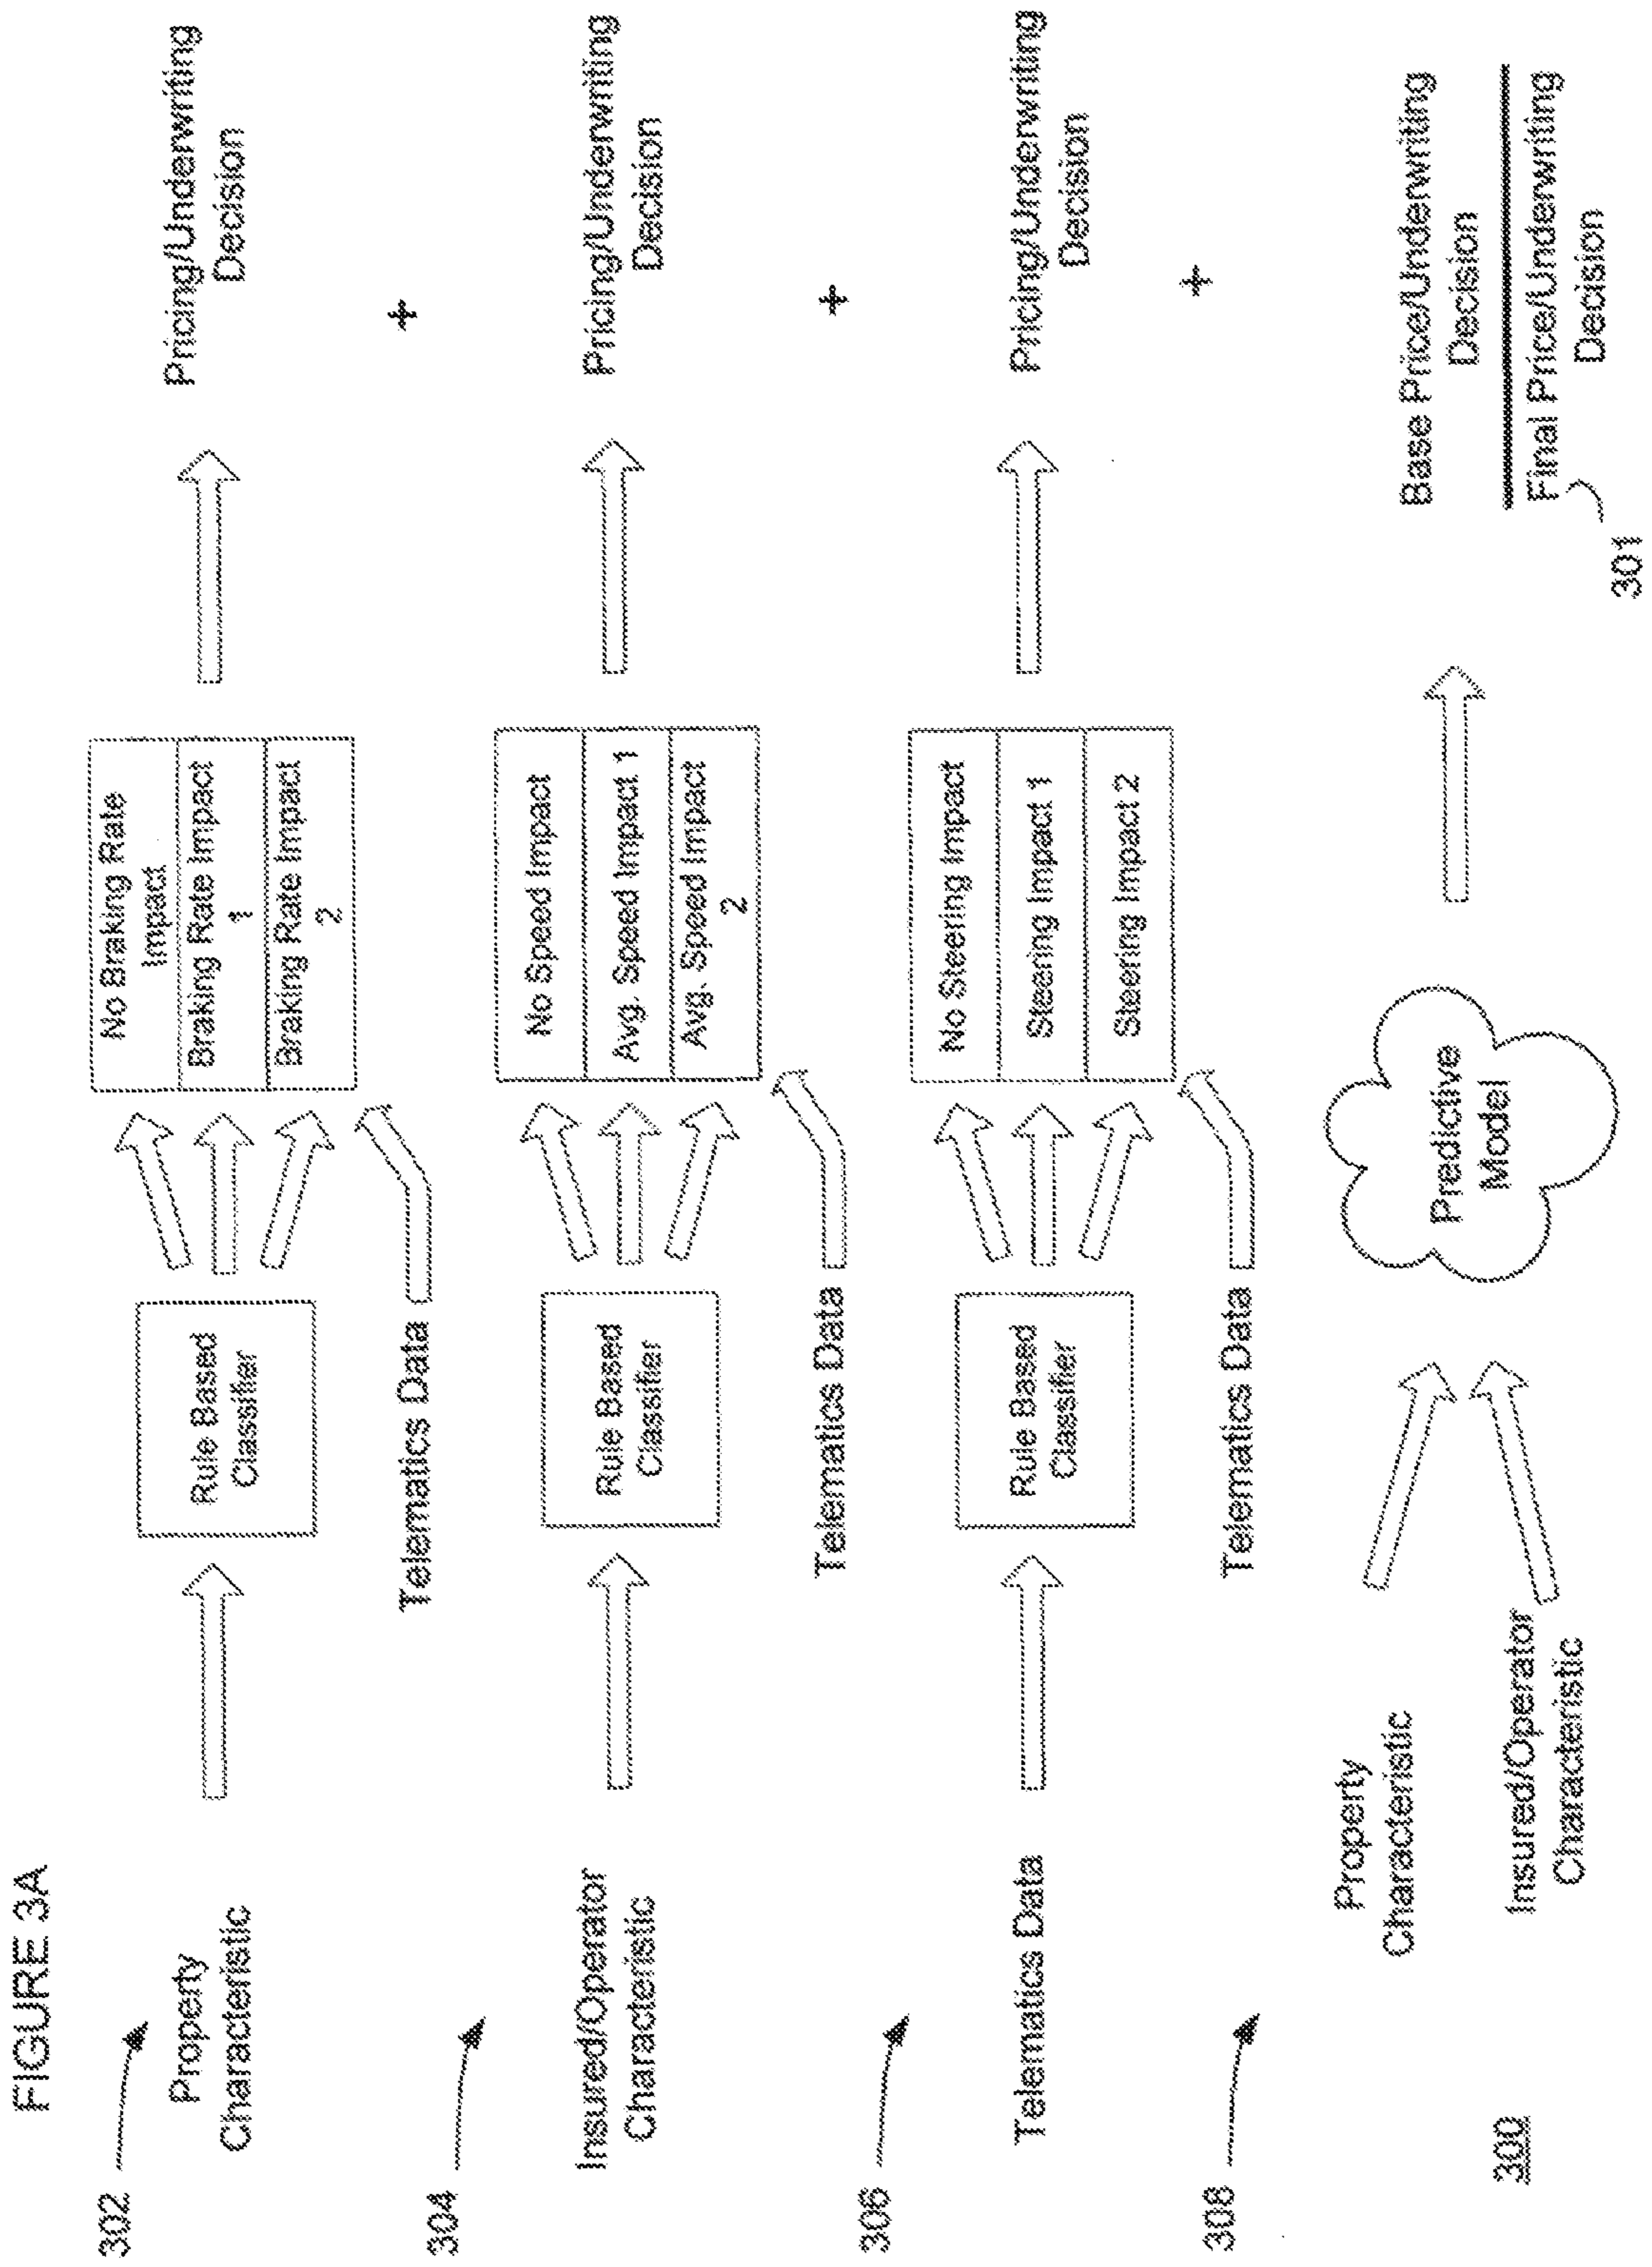 FIGURE 3A
302
Property
Characteristic
Rule Based
Classifier
Telematics Data
No Braking Rate
Impact
Braking Rate Impact
1
Braking Rate Impact
2
Pricing/Underwriting
Decision
+
304
Insured/Operator
Characteristic
Rule Based
Classifier
Telematics Data
No Speed Impact
Avg. Speed Impact 1
Avg. Speed Impact
2
Pricing/Underwriting
Decision
+
306
Telematics Data
Rule Based
Classifier
Telematics Data
No Steering Impact
Steering Impact 1
Steering Impact 2
Pricing/Underwriting
Decision
+
308
Property
Characteristic
Insured/Operator
Characteristic
Predictive
Model
Base Price/Underwriting
Decision
Final Price/Underwriting
Decision
301
300